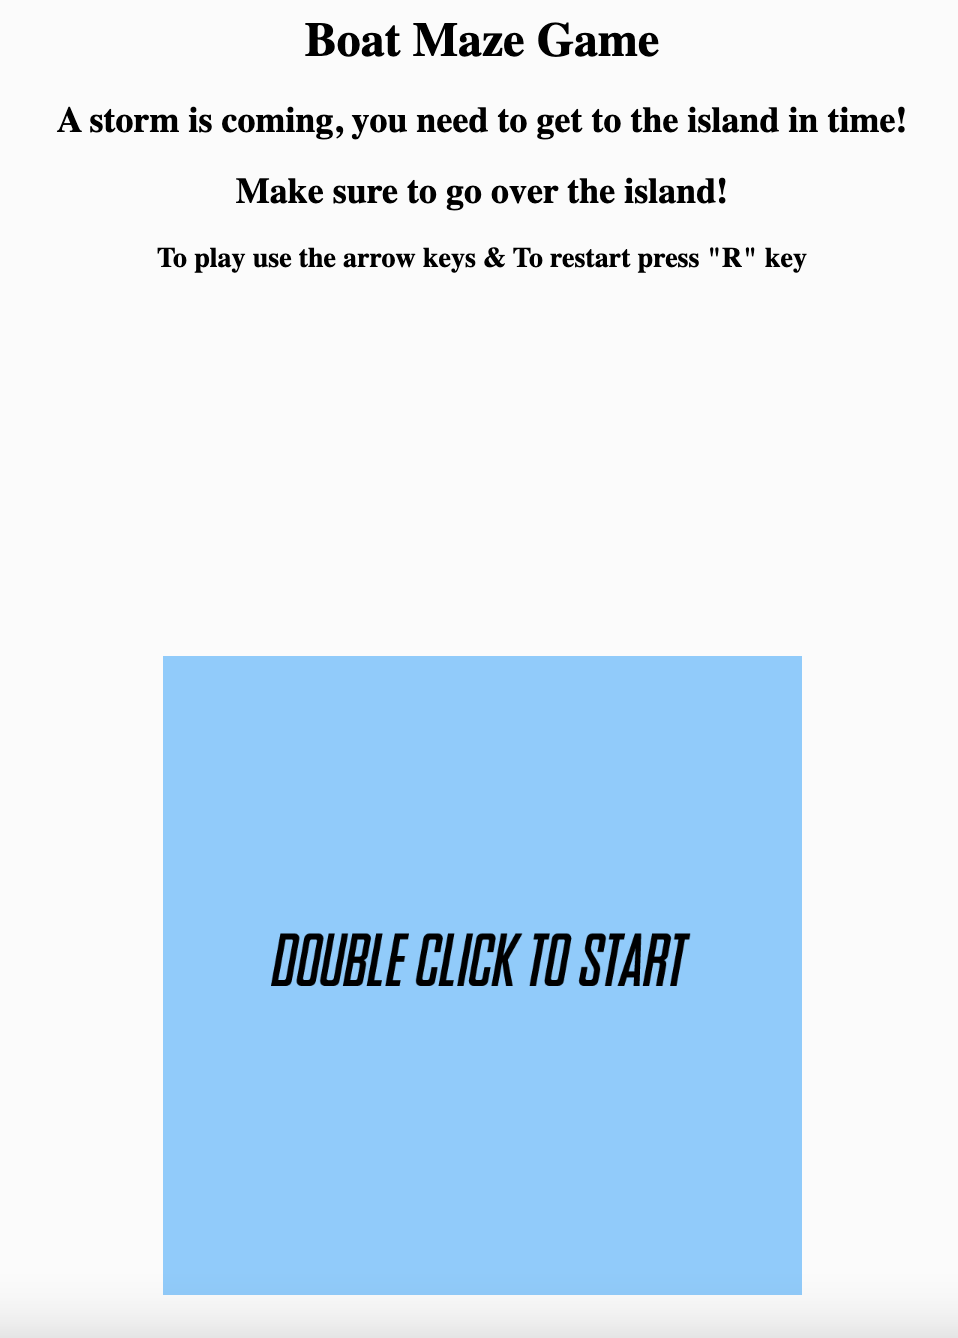 Boat Maze Game
A storm is coming, you need to get to the island in time!
Make sure to go over the island!
To play use the arrow keys & To restart press "R" key
DOUBLE CLICK TO START